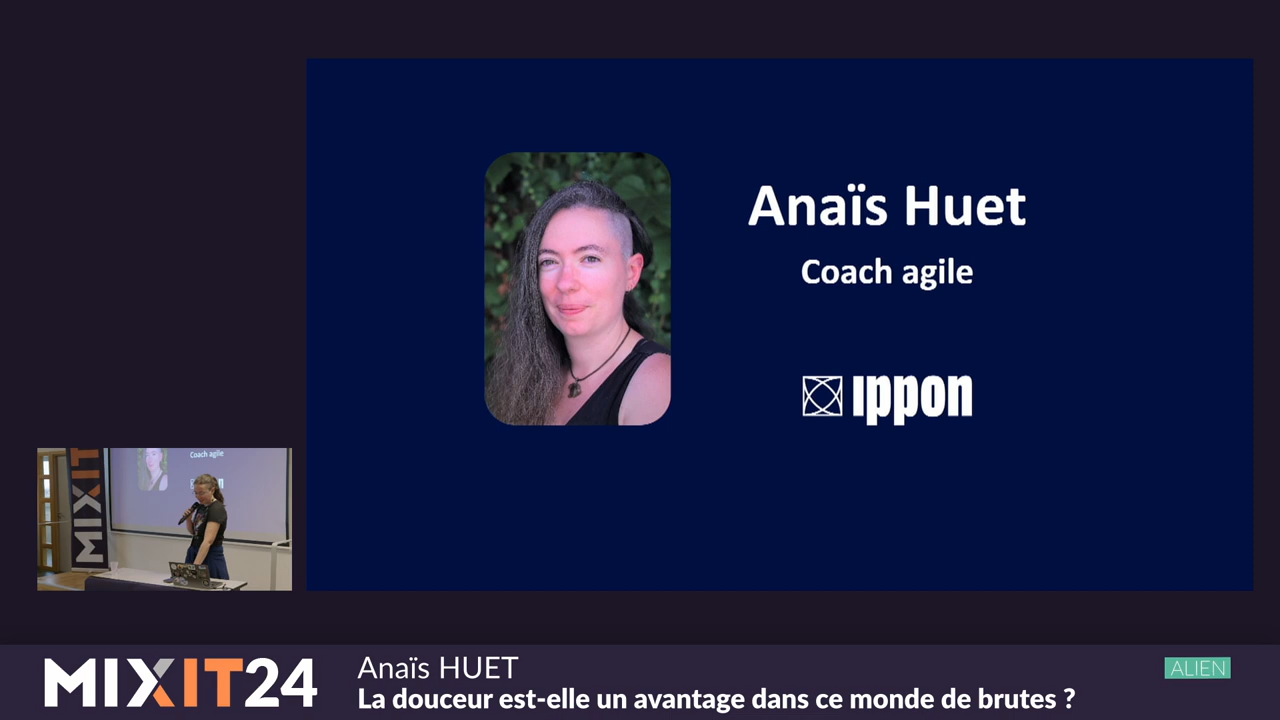 Anaïs Huet
Coach agile
ippon
Coach agile
MIXIT
MIXIT24
Anaïs HUET
La douceur est-elle un avantage dans ce monde de brutes ?
ALIEN